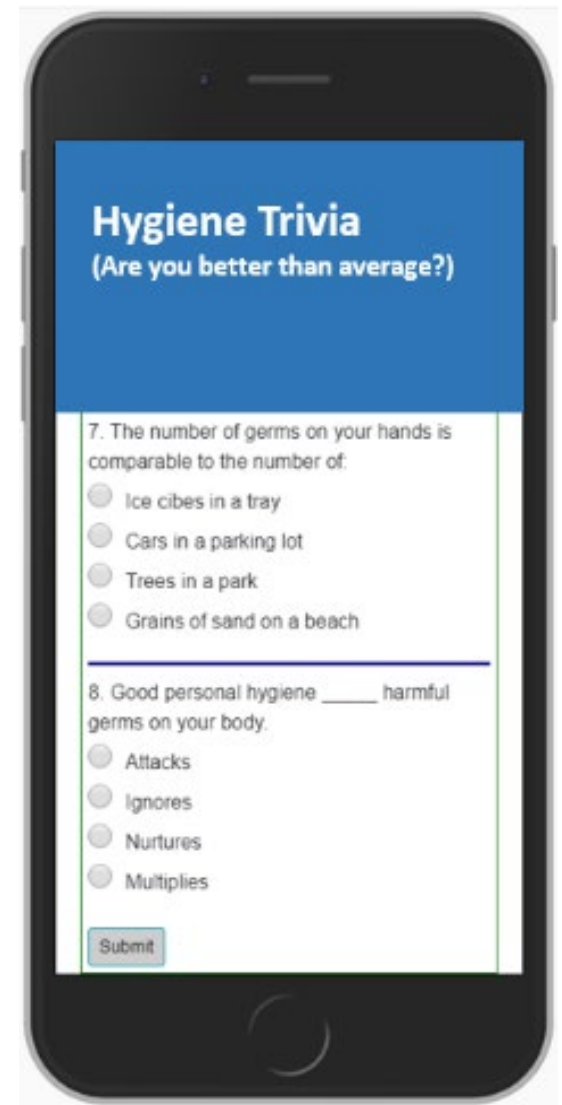 Hygiene Trivia
(Are you better than average?)
7. The number of germs on your hands is
comparable to the number of:
Ice cibes in a tray
Cars in a parking lot
Trees in a park
Grains of sand on a beach
8. Good personal hygiene _____ harmful
germs on your body.
Attacks
Ignores
Nurtures
Multiplies
Submit